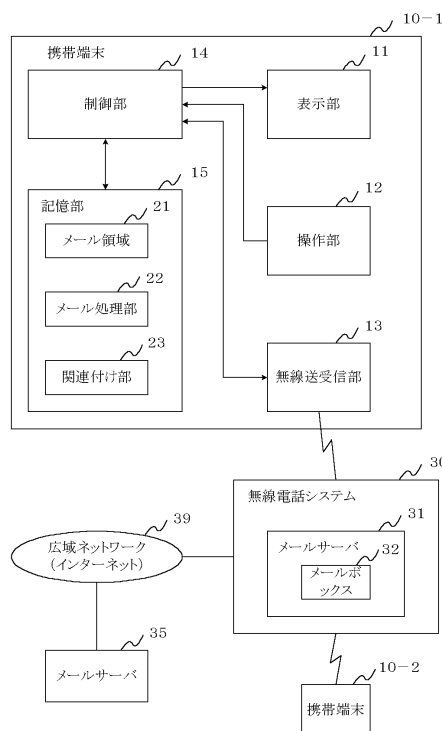 10-1
携帯端末
14
制御部
11
表示部
15
記憶部
21
メール領域
22
メール処理部
23
関連付け部
12
操作部
13
無線送受信部
30
無線電話システム
31
メールサーバ
32
メールボ
ックス
39
広域ネットワーク
(インターネット)
35
メールサーバ
10-2
携帯端末